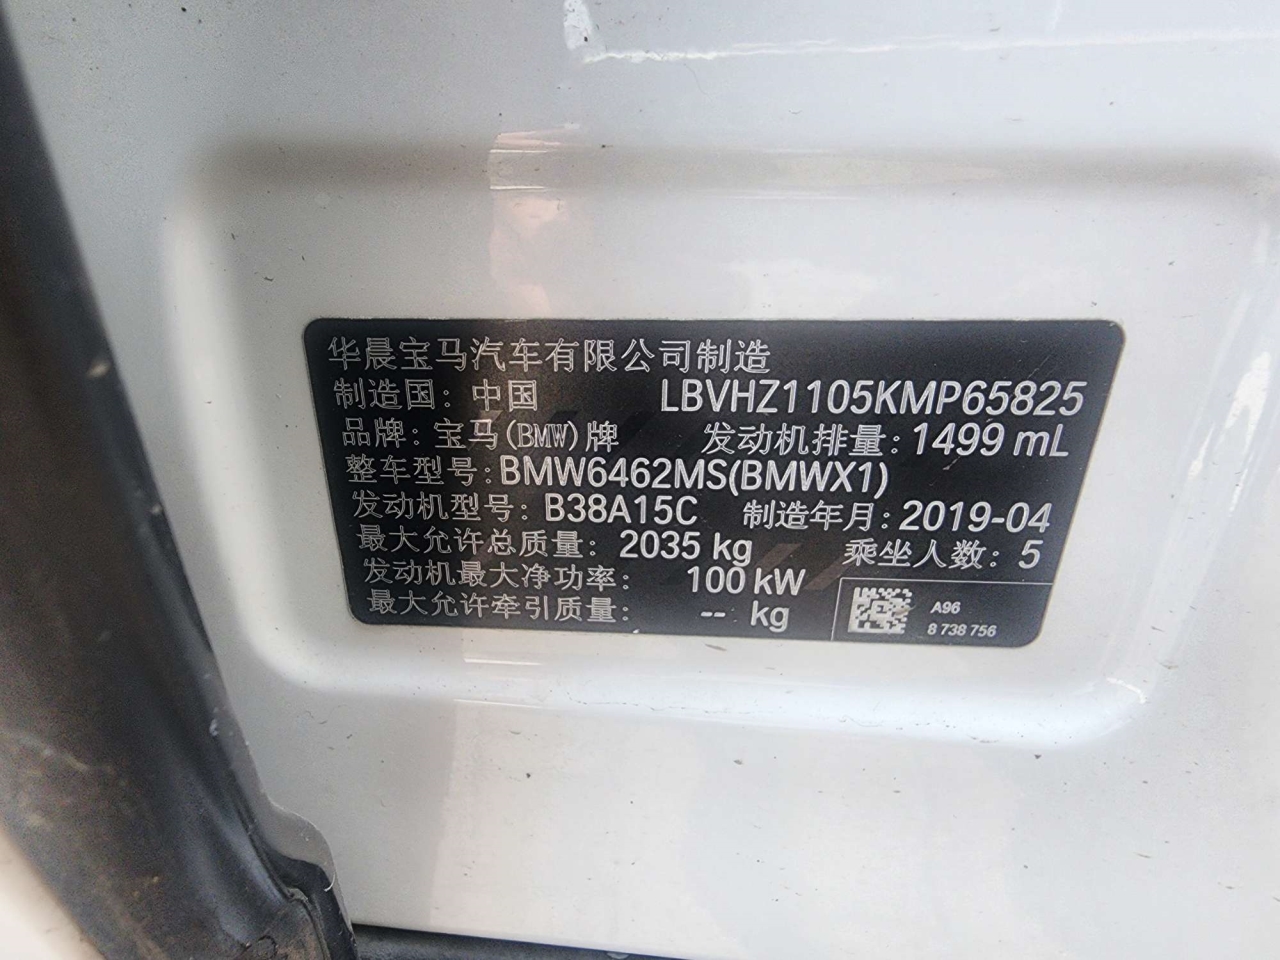 华晨宝马汽车有限公司制造
制造国: 中国 LBVHZ1105KMP65825
品牌: 宝马(BMW)牌 发动机排量: 1499 mL
整车型号: BMW6462MS(BMWX1)
发动机型号: B38A15C 制造年月: 2019-04
最大允许总质量: 2035 kg 乘坐人数: 5
发动机最大净功率: 100 kW
最大允许牵引质量: -- kg
A96
8 738 756